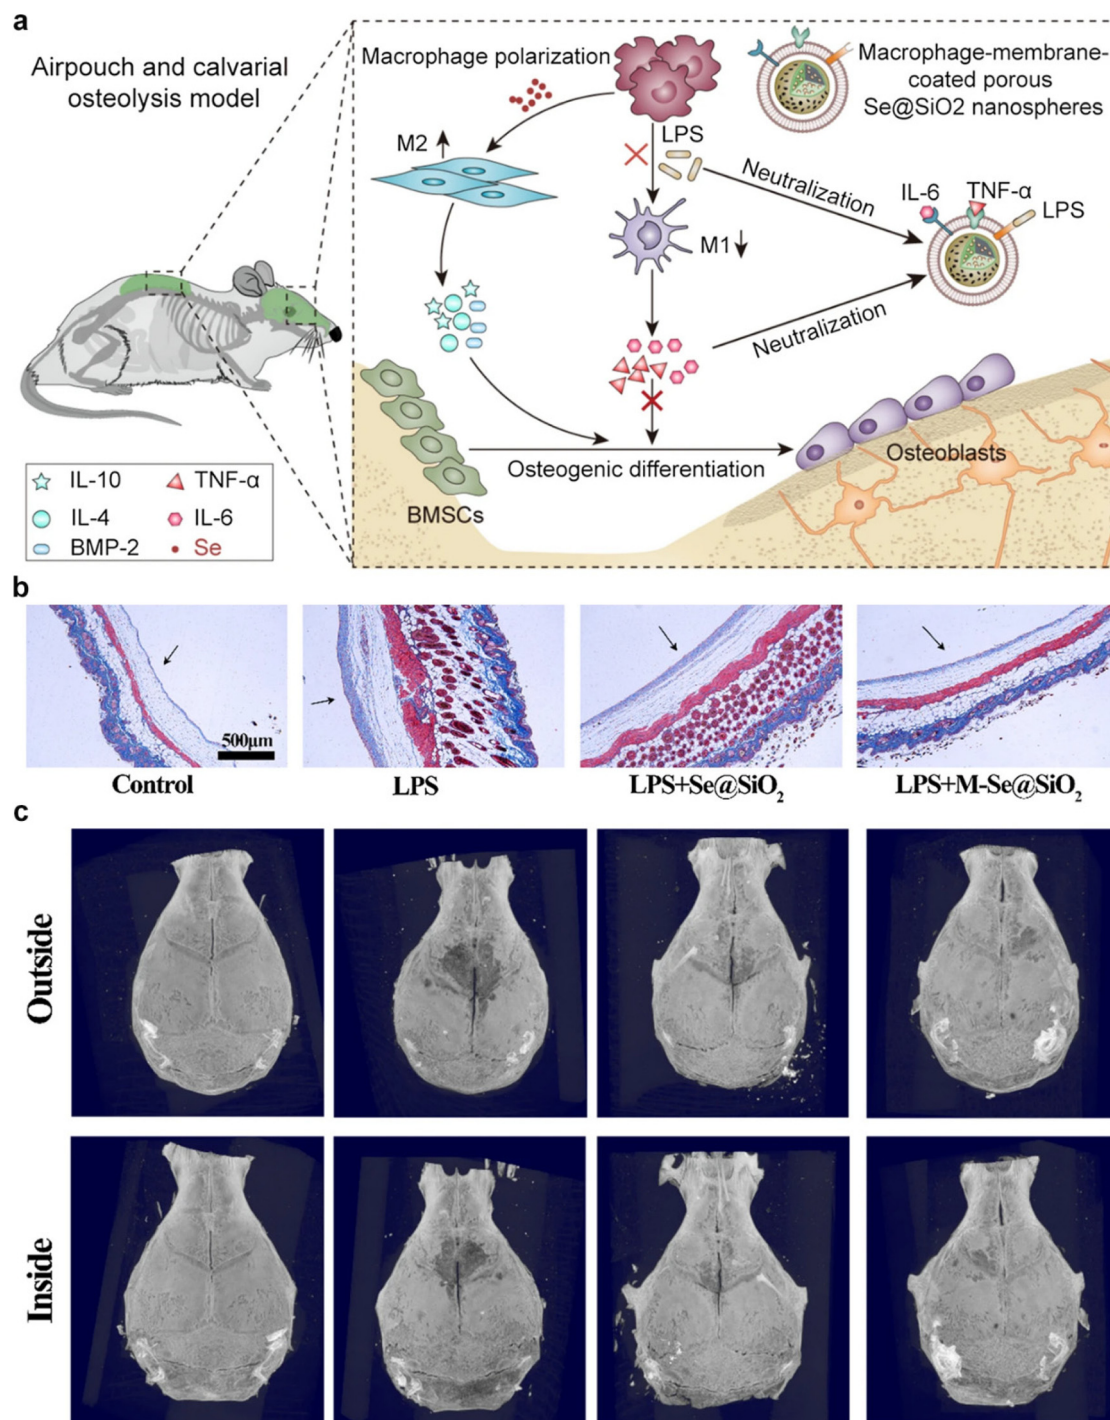 a
Airpouch and calvarial
osteolysis model
Macrophage polarization
Macrophage-membrane-
coated porous
Se@SiO2 nanospheres
LPS
M2
Neutralization
IL-6
TNF-α
LPS
M1
Neutralization
Osteogenic differentiation
Osteoblasts
BMSCs
IL-10
TNF-α
IL-4
IL-6
BMP-2
Se
b
500μm
Control
LPS
LPS+Se@SiO₂
LPS+M-Se@SiO₂
c
Outside
Inside